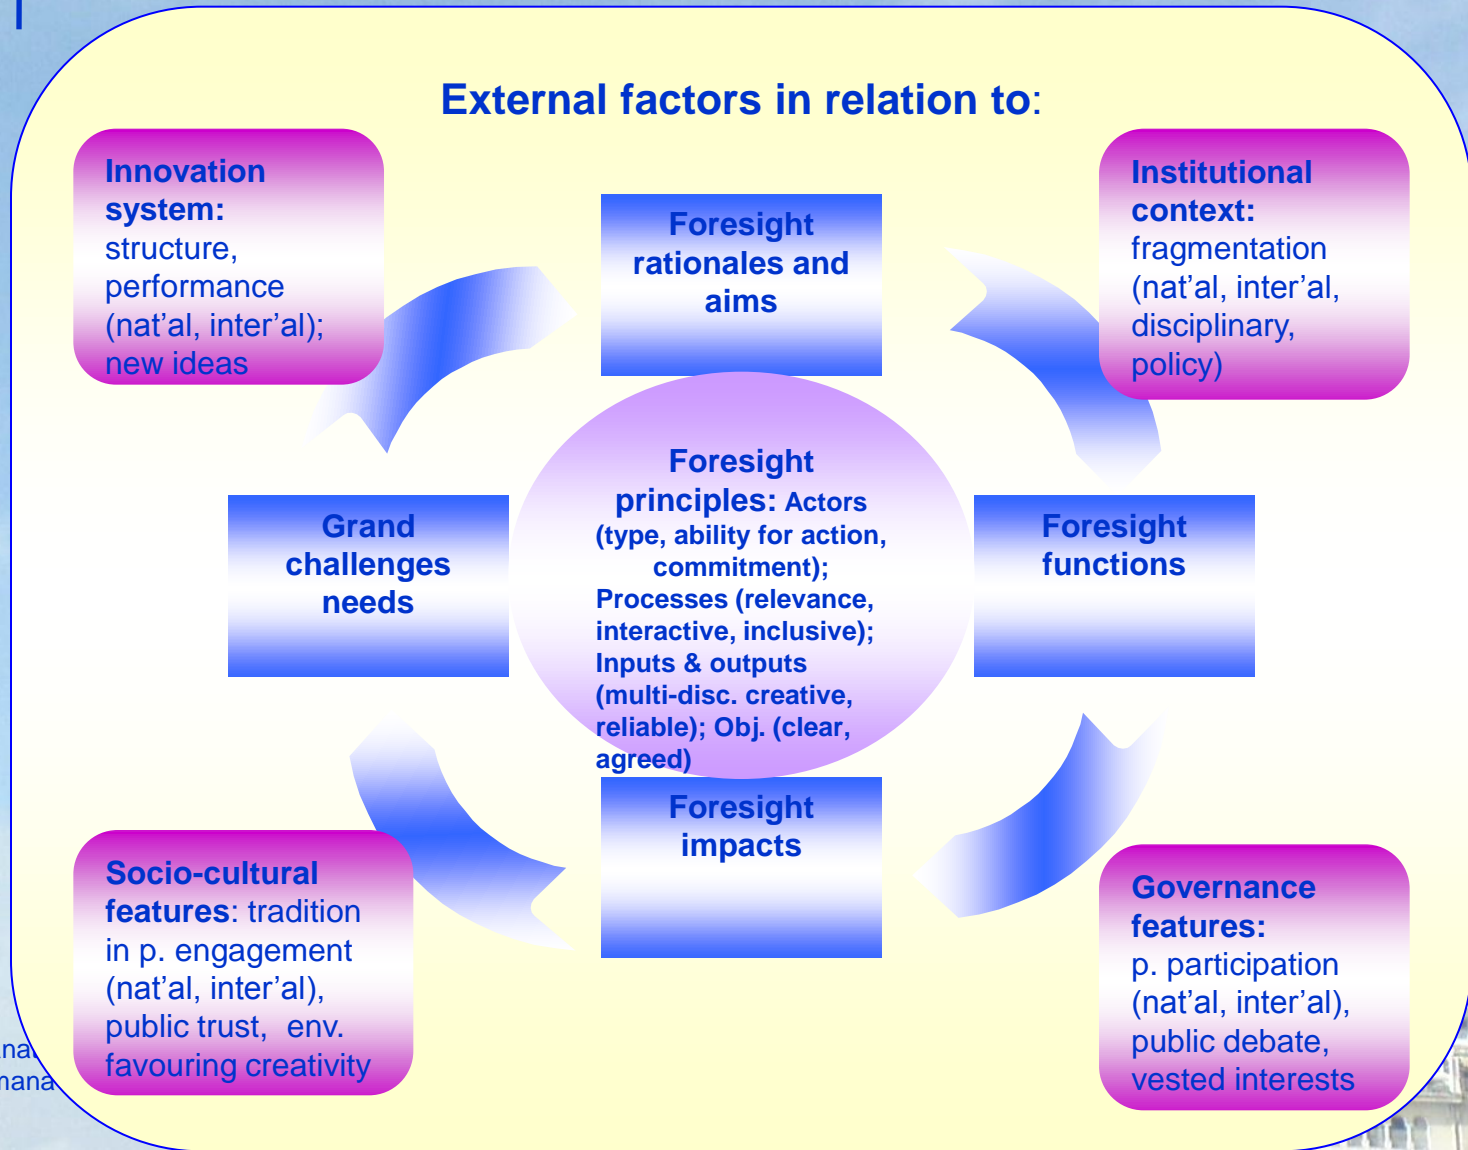 External factors in relation to:
Innovation
system:
structure,
performance
(nat'al, inter'al);
new ideas
Foresight
rationales and
aims
Institutional
context:
fragmentation
(nat'al, inter'al,
disciplinary,
policy)
Grand
challenges
needs
Foresight
principles: Actors
(type, ability for action,
commitment);
Processes (relevance,
interactive, inclusive);
Inputs & outputs
(multi-disc. creative,
reliable); Obj. (clear,
agreed)
Foresight
functions
Foresight
impacts
Socio-cultural
features: tradition
in p. engagement
(nat'al, inter'al),
public trust, env.
favouring creativity
Governance
features:
p. participation
(nat'al, inter'al),
public debate,
vested interests